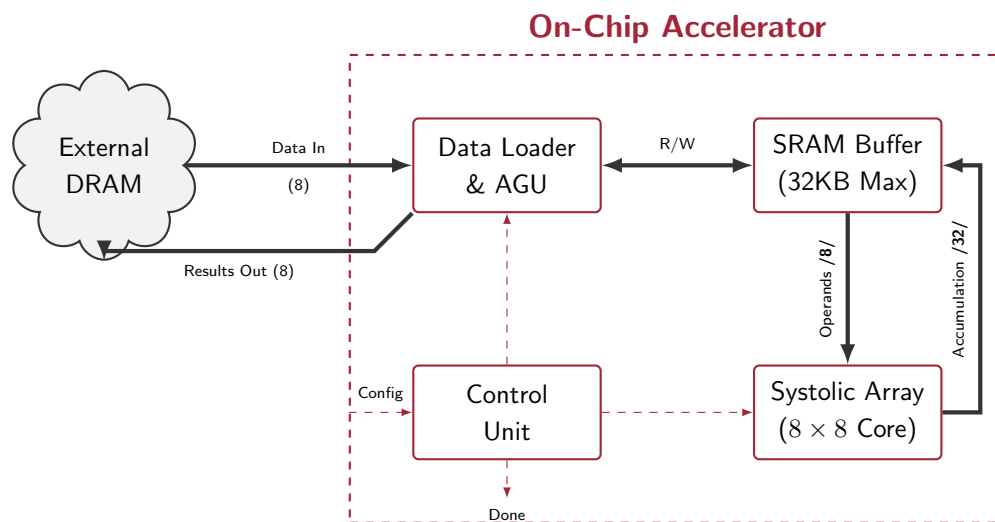 On-Chip Accelerator
External
DRAM
Data In
(8)
Data Loader
& AGU
R/W
SRAM Buffer
(32KB Max)
Results Out (8)
Operands /8/
Accumulation /32/
Config
Control
Unit
Systolic Array
(8 × 8 Core)
Done